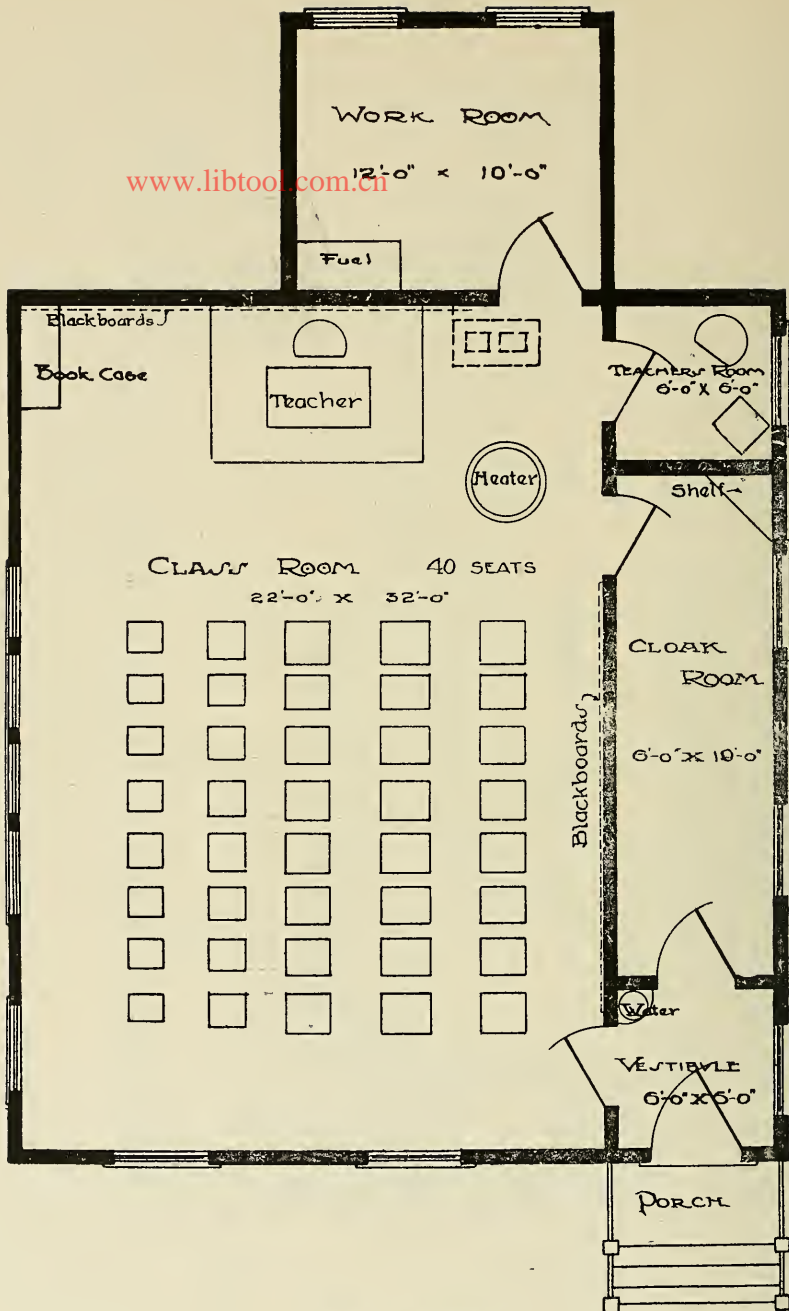 WORK ROOM
www.libtool.com.cn
12'-0" × 10'-0"
Fuel
Blackboards
Book Case
Teacher
TEACHERS ROOM
6'-0" X 6'-0"
Heater
Shelf
CLASS ROOM 40 SEATS
22'-0" × 32'-0"
CLOAK
ROOM
6'-0" × 19'-0"
Blackboards
Water
VESTIBULE
6'-0" X 5'-0"
PORCH